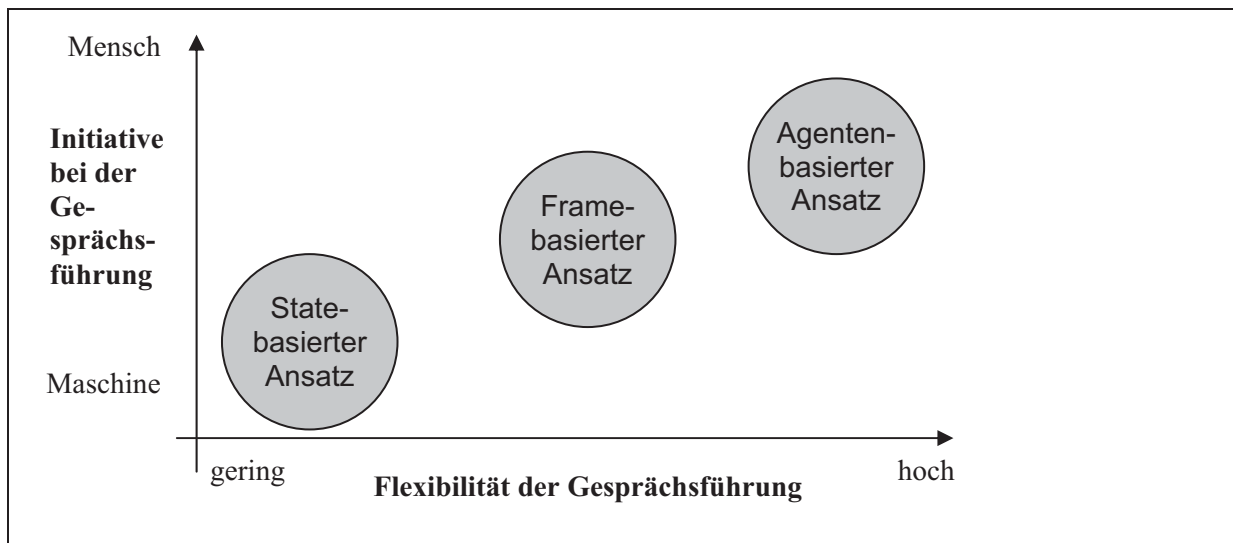 Mensch
Initiative
bei der
Ge-
sprächs-
führung
Maschine
Agenten-
basierter
Ansatz
Frame-
basierter
Ansatz
State-
basierter
Ansatz
gering
hoch
Flexibilität der Gesprächsführung